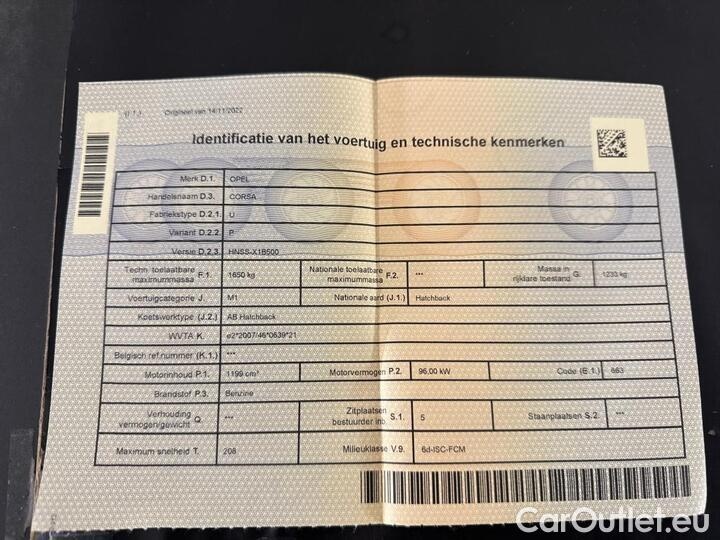 (I.1.) Origineel van 14/11/2022
Identificatie van het voertuig en technische kenmerken
Merk D.1. OPEL
Handelsnaam D.3. CORSA
Fabriekstype D.2.1. U
Variant D.2.2. P
Versie D.2.3. HNSS-X1B500
Techn. toelaatbare maximummassa F.1. 1650 kg Nationale toelaatbare maximummassa F.2. *** Massa in rijklare toestand G. 1233 kg
Voertuigcategorie J. M1 Nationale aard (J.1.) Hatchback
Koetswerktype (J.2.) AB Hatchback
WVTA K. e2*2007/46*0639*21
Belgisch ref.nummer (K.1.) ***
Motorinhoud P.1. 1199 cm³ Motorvermogen P.2. 96,00 kW Code (E.1.) 663
Brandstof P.3. Benzine
Verhouding vermogen/gewicht Q. *** Zitplaatsen bestuurder inb. S.1. 5 Staanplaatsen S.2. ***
Maximum snelheid T. 208 Milieuklasse V.9. 6d-ISC-FCM
CarOutlet.eu